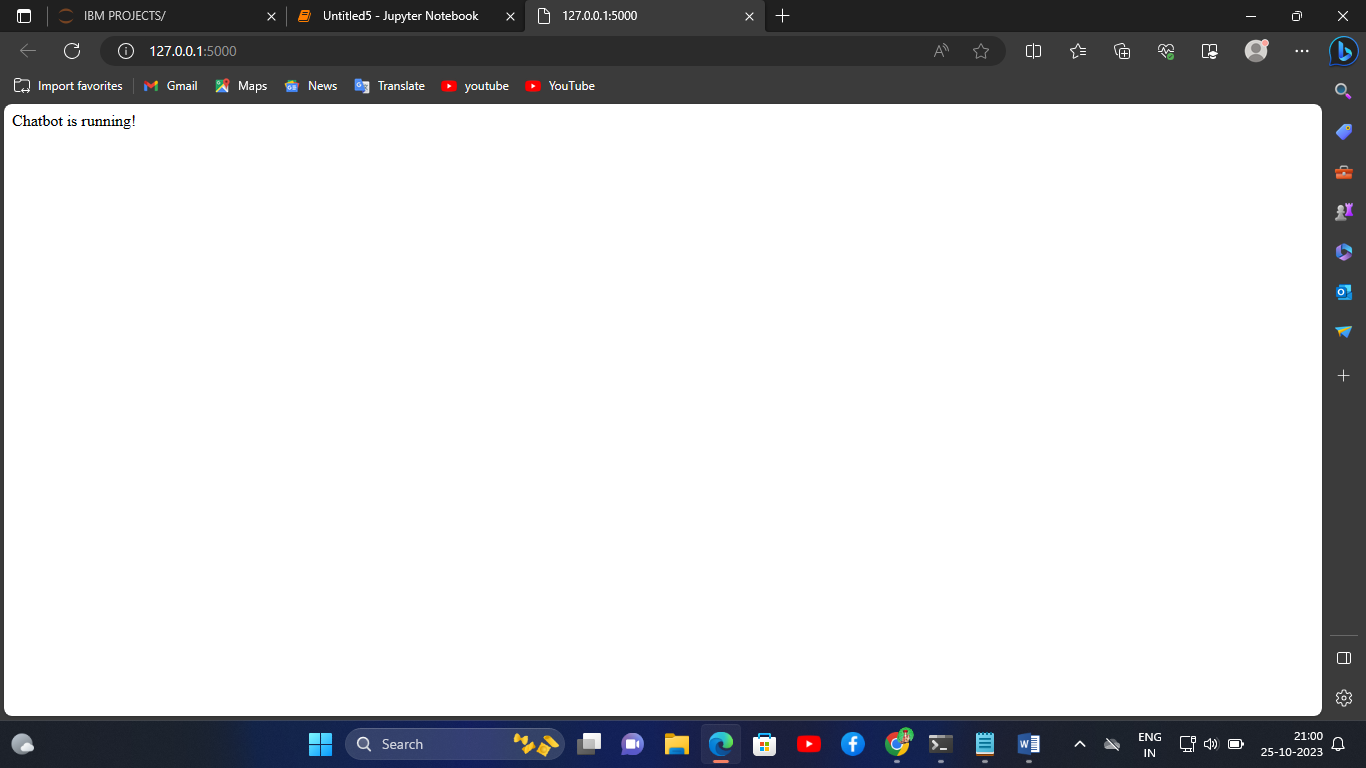 IBM PROJECTS/
Untitled5 - Jupyter Notebook
127.0.0.1:5000
127.0.0.1:5000
Import favorites
Gmail
Maps
News
Translate
youtube
YouTube
Chatbot is running!
Search
ENG
IN
21:00
25-10-2023